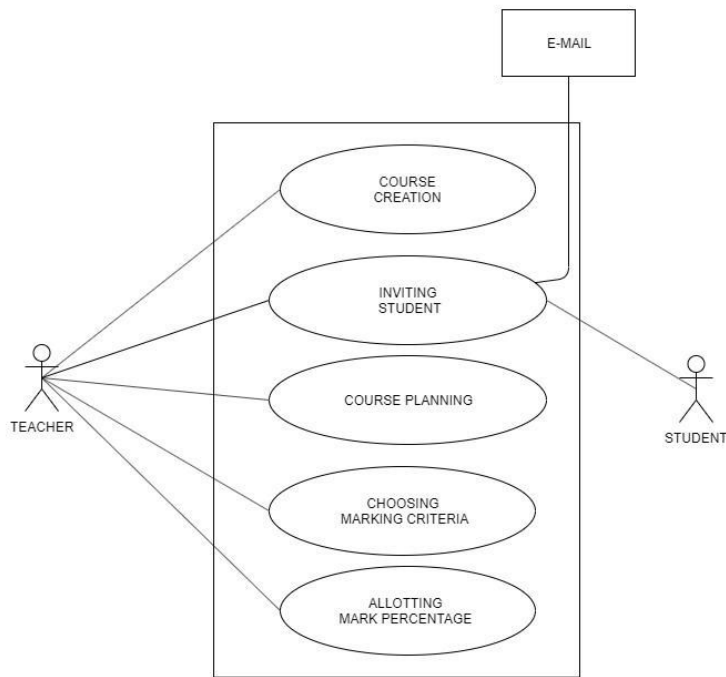 E-MAIL
COURSE
CREATION
INVITING
STUDENT
TEACHER
COURSE PLANNING
STUDENT
CHOOSING
MARKING CRITERIA
ALLOTTING
MARK PERCENTAGE